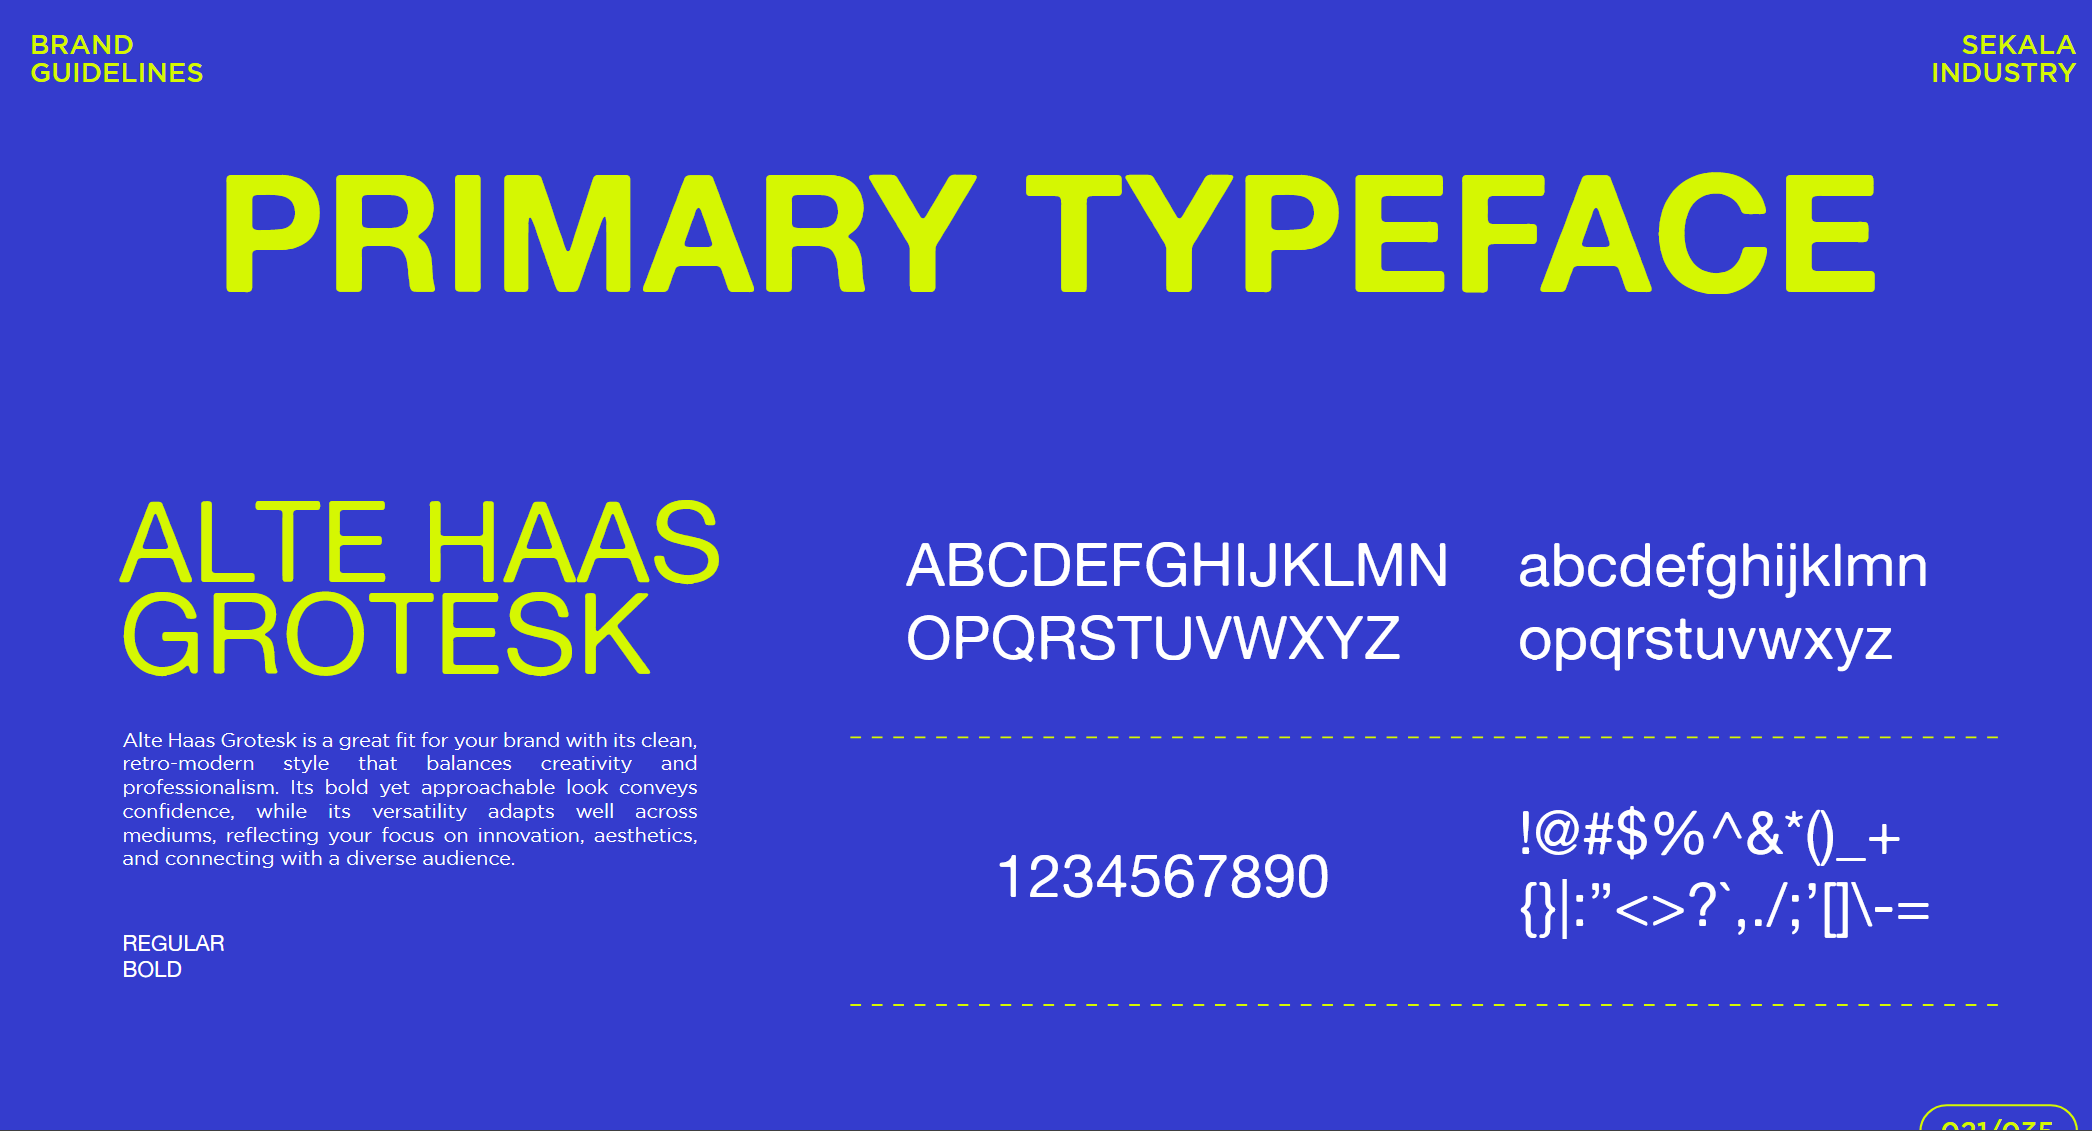 BRAND
GUIDELINES
SEKALA
INDUSTRY
PRIMARY TYPEFACE
ALTE HAAS
GROTESK
Alte Haas Grotesk is a great fit for your brand with its clean,
retro-modern style that balances creativity and
professionalism. Its bold yet approachable look conveys
confidence, while its versatility adapts well across
mediums, reflecting your focus on innovation, aesthetics,
and connecting with a diverse audience.
REGULAR
BOLD
ABCDEFGHIJKLMN
OPQRSTUVWXYZ
abcdefghijklmn
opqrstuvwxyz
1234567890
!@#$%^&*()_+
{}|:”<>?`,./;’[]\-=